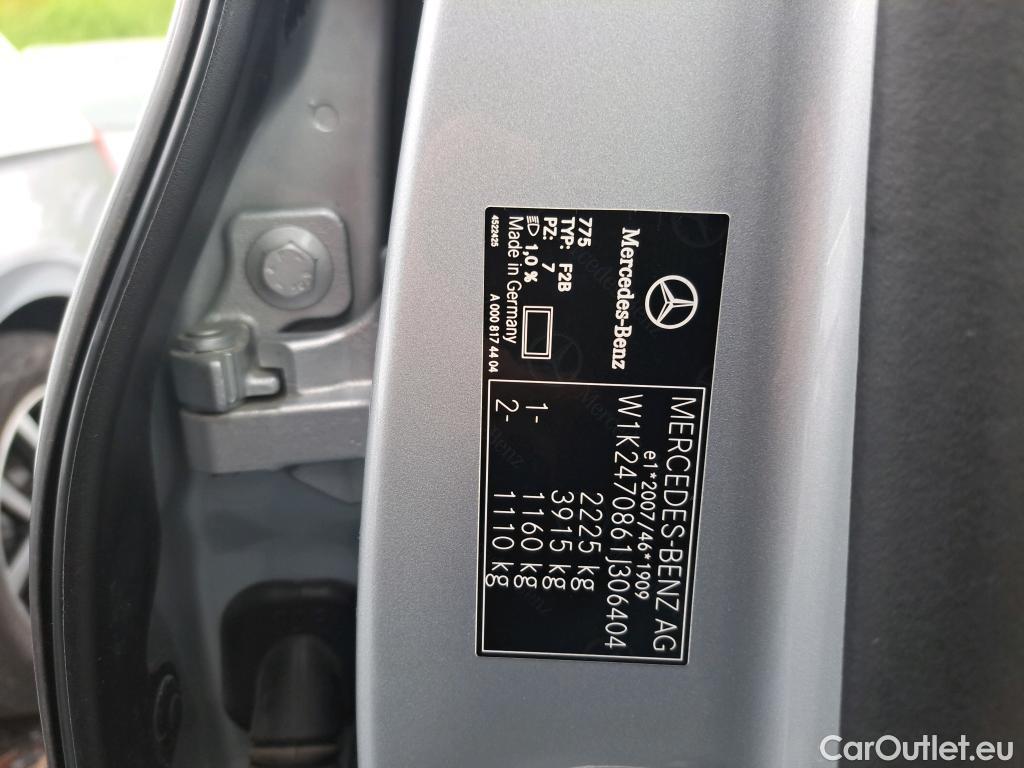 Mercedes-Benz
775
TYP: F2B
PZ: 7
1,0 %
Made in Germany
4522425
A 000 817 44 04
MERCEDES-BENZ AG
e1*2007/46*1909
W1K2470861J306404
2225 kg
3915 kg
1- 1160 kg
2- 1110 kg
CarOutlet.eu